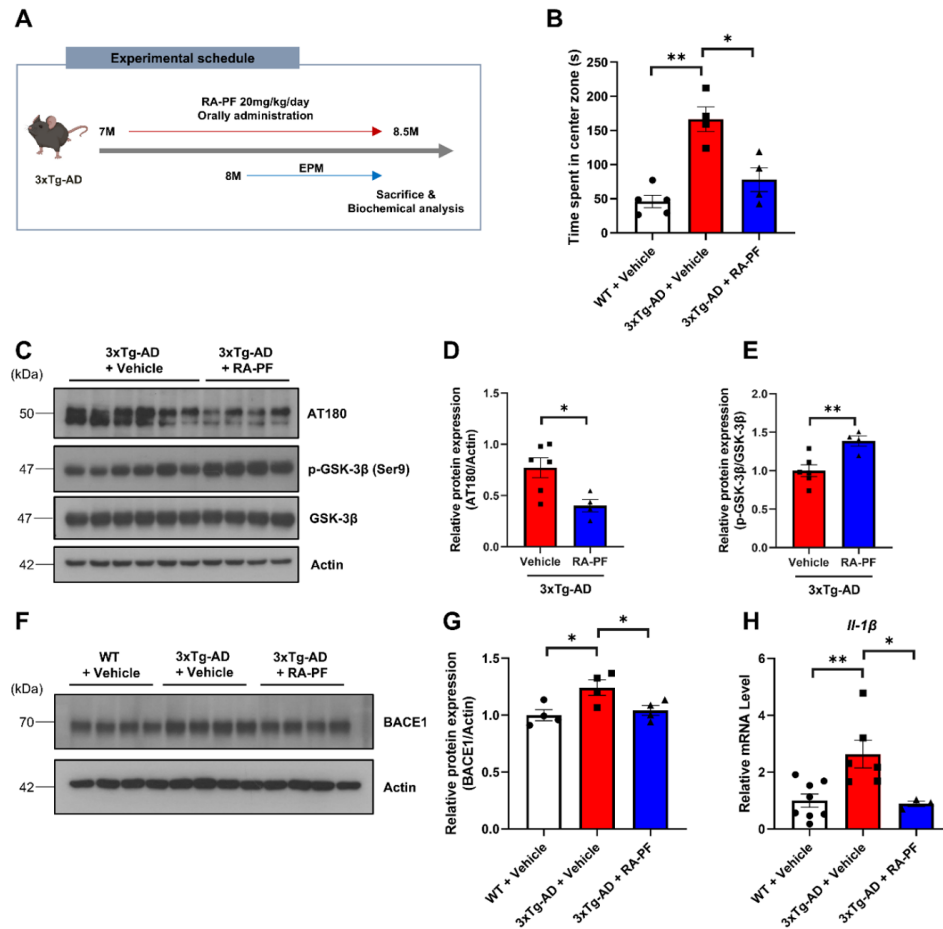 A
Experimental schedule
RA-PF 20mg/kg/day
Orally administration
7M
8.5M
3xTg-AD
8M
EPM
Sacrifice &
Biochemical analysis
B
Time spent in center zone (s)
250
200
150
100
50
0
**
*
WT + Vehicle
3xTg-AD + Vehicle
3xTg-AD + RA-PF
C
(kDa)
3xTg-AD
+ Vehicle
3xTg-AD
+ RA-PF
50
AT180
47
p-GSK-3β (Ser9)
47
GSK-3β
42
Actin
D
Relative protein expression
(AT180/Actin)
1.5
1.0
0.5
0.0
*
Vehicle
RA-PF
3xTg-AD
E
Relative protein expression
(p-GSK-3β/GSK-3β)
2.0
1.5
1.0
0.5
0.0
**
Vehicle
RA-PF
3xTg-AD
F
(kDa)
WT
+ Vehicle
3xTg-AD
+ Vehicle
3xTg-AD
+ RA-PF
70
BACE1
42
Actin
G
Relative protein expression
(BACE1/Actin)
1.5
1.0
0.5
0.0
*
*
WT + Vehicle
3xTg-AD + Vehicle
3xTg-AD + RA-PF
H
Il-1β
Relative mRNA Level
6
4
2
0
**
*
WT + Vehicle
3xTg-AD + Vehicle
3xTg-AD + RA-PF